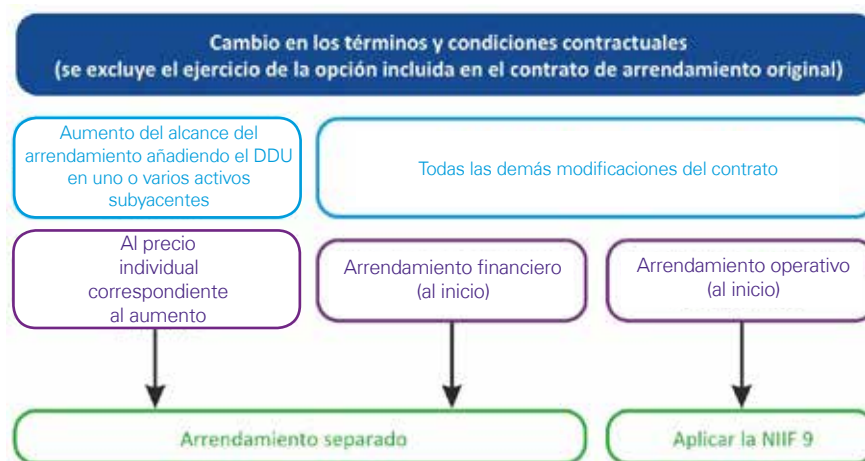 Cambio en los términos y condiciones contractuales
(se excluye el ejercicio de la opción incluida en el contrato de arrendamiento original)
Aumento del alcance del
arrendamiento añadiendo el DDU
en uno o varios activos
subyacentes
Todas las demás modificaciones del contrato
Al precio
individual
correspondiente
al aumento
Arrendamiento financiero
(al inicio)
Arrendamiento operativo
(al inicio)
Arrendamiento separado
Aplicar la NIIF 9